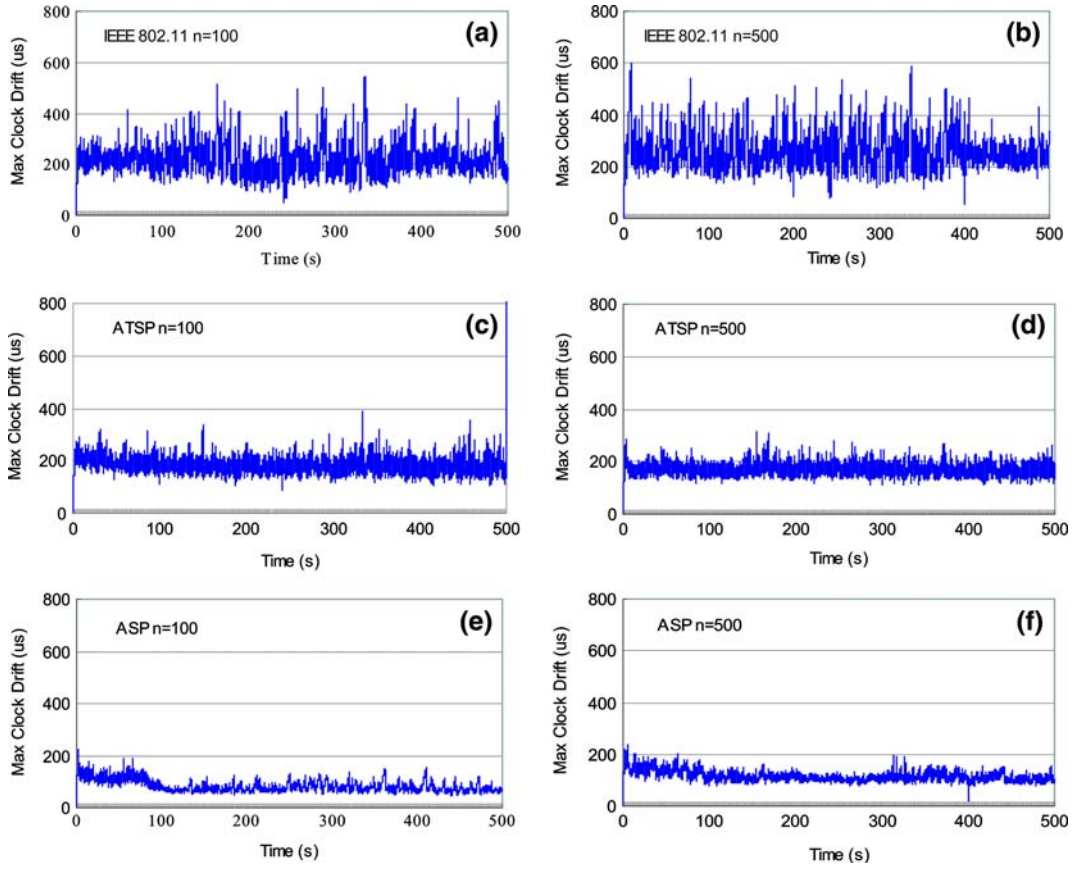 IEEE 802.11 n=100
(a)
Max Clock Drift (us)
800
600
400
200
0
0 100 200 300 400 500
Time (s)
IEEE 802.11 n=500
(b)
Max Clock Drift (us)
800
600
400
200
0
0 100 200 300 400 500
Time (s)
ATSP n=100
(c)
Max Clock Drift (us)
800
600
400
200
0
0 100 200 300 400 500
Time (s)
ATSP n=500
(d)
Max Clock Drift (us)
800
600
400
200
0
0 100 200 300 400 500
Time (s)
ASP n=100
(e)
Max Clock Drift (us)
800
600
400
200
0
0 100 200 300 400 500
Time (s)
ASP n=500
(f)
Max Clock Drift (us)
800
600
400
200
0
0 100 200 300 400 500
Time (s)